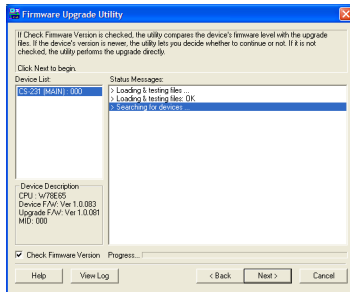 Firmware Upgrade Utility
If Check Firmware Version is checked, the utility compares the device's firmware level with the upgrade
files. If the device's version is newer, the utility lets you decide whether to continue or not. If it is not
checked, the utility performs the upgrade directly.
Click Next to begin.
Device List:
Status Messages:
CS-231 (MAIN) : 000
> Loading & testing files ...
> Loading & testing files: OK
> Searching for devices ...
Device Description
CPU : W78E65
Device F/W: Ver 1.0.083
Upgrade F/W: Ver 1.0.081
MID: 000
Check Firmware Version
Progress...
Help
View Log
< Back
Next >
Cancel